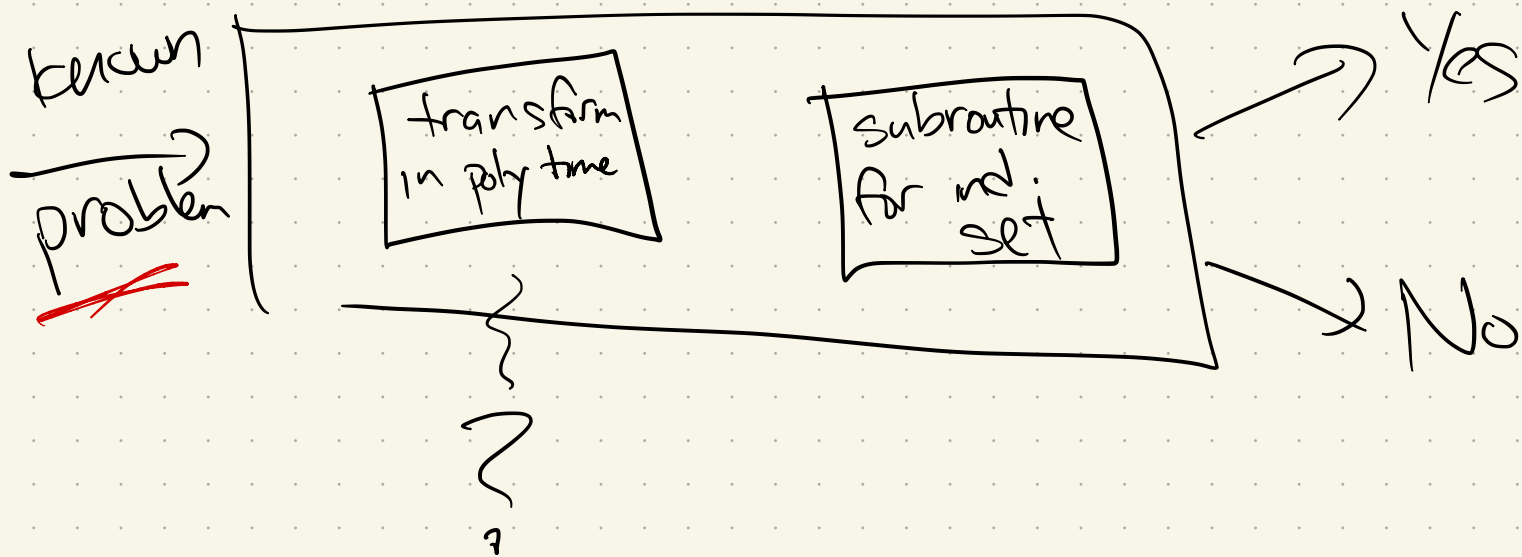 known
problem
transform
in poly time
?
subroutine
for ind.
set
Yes
No